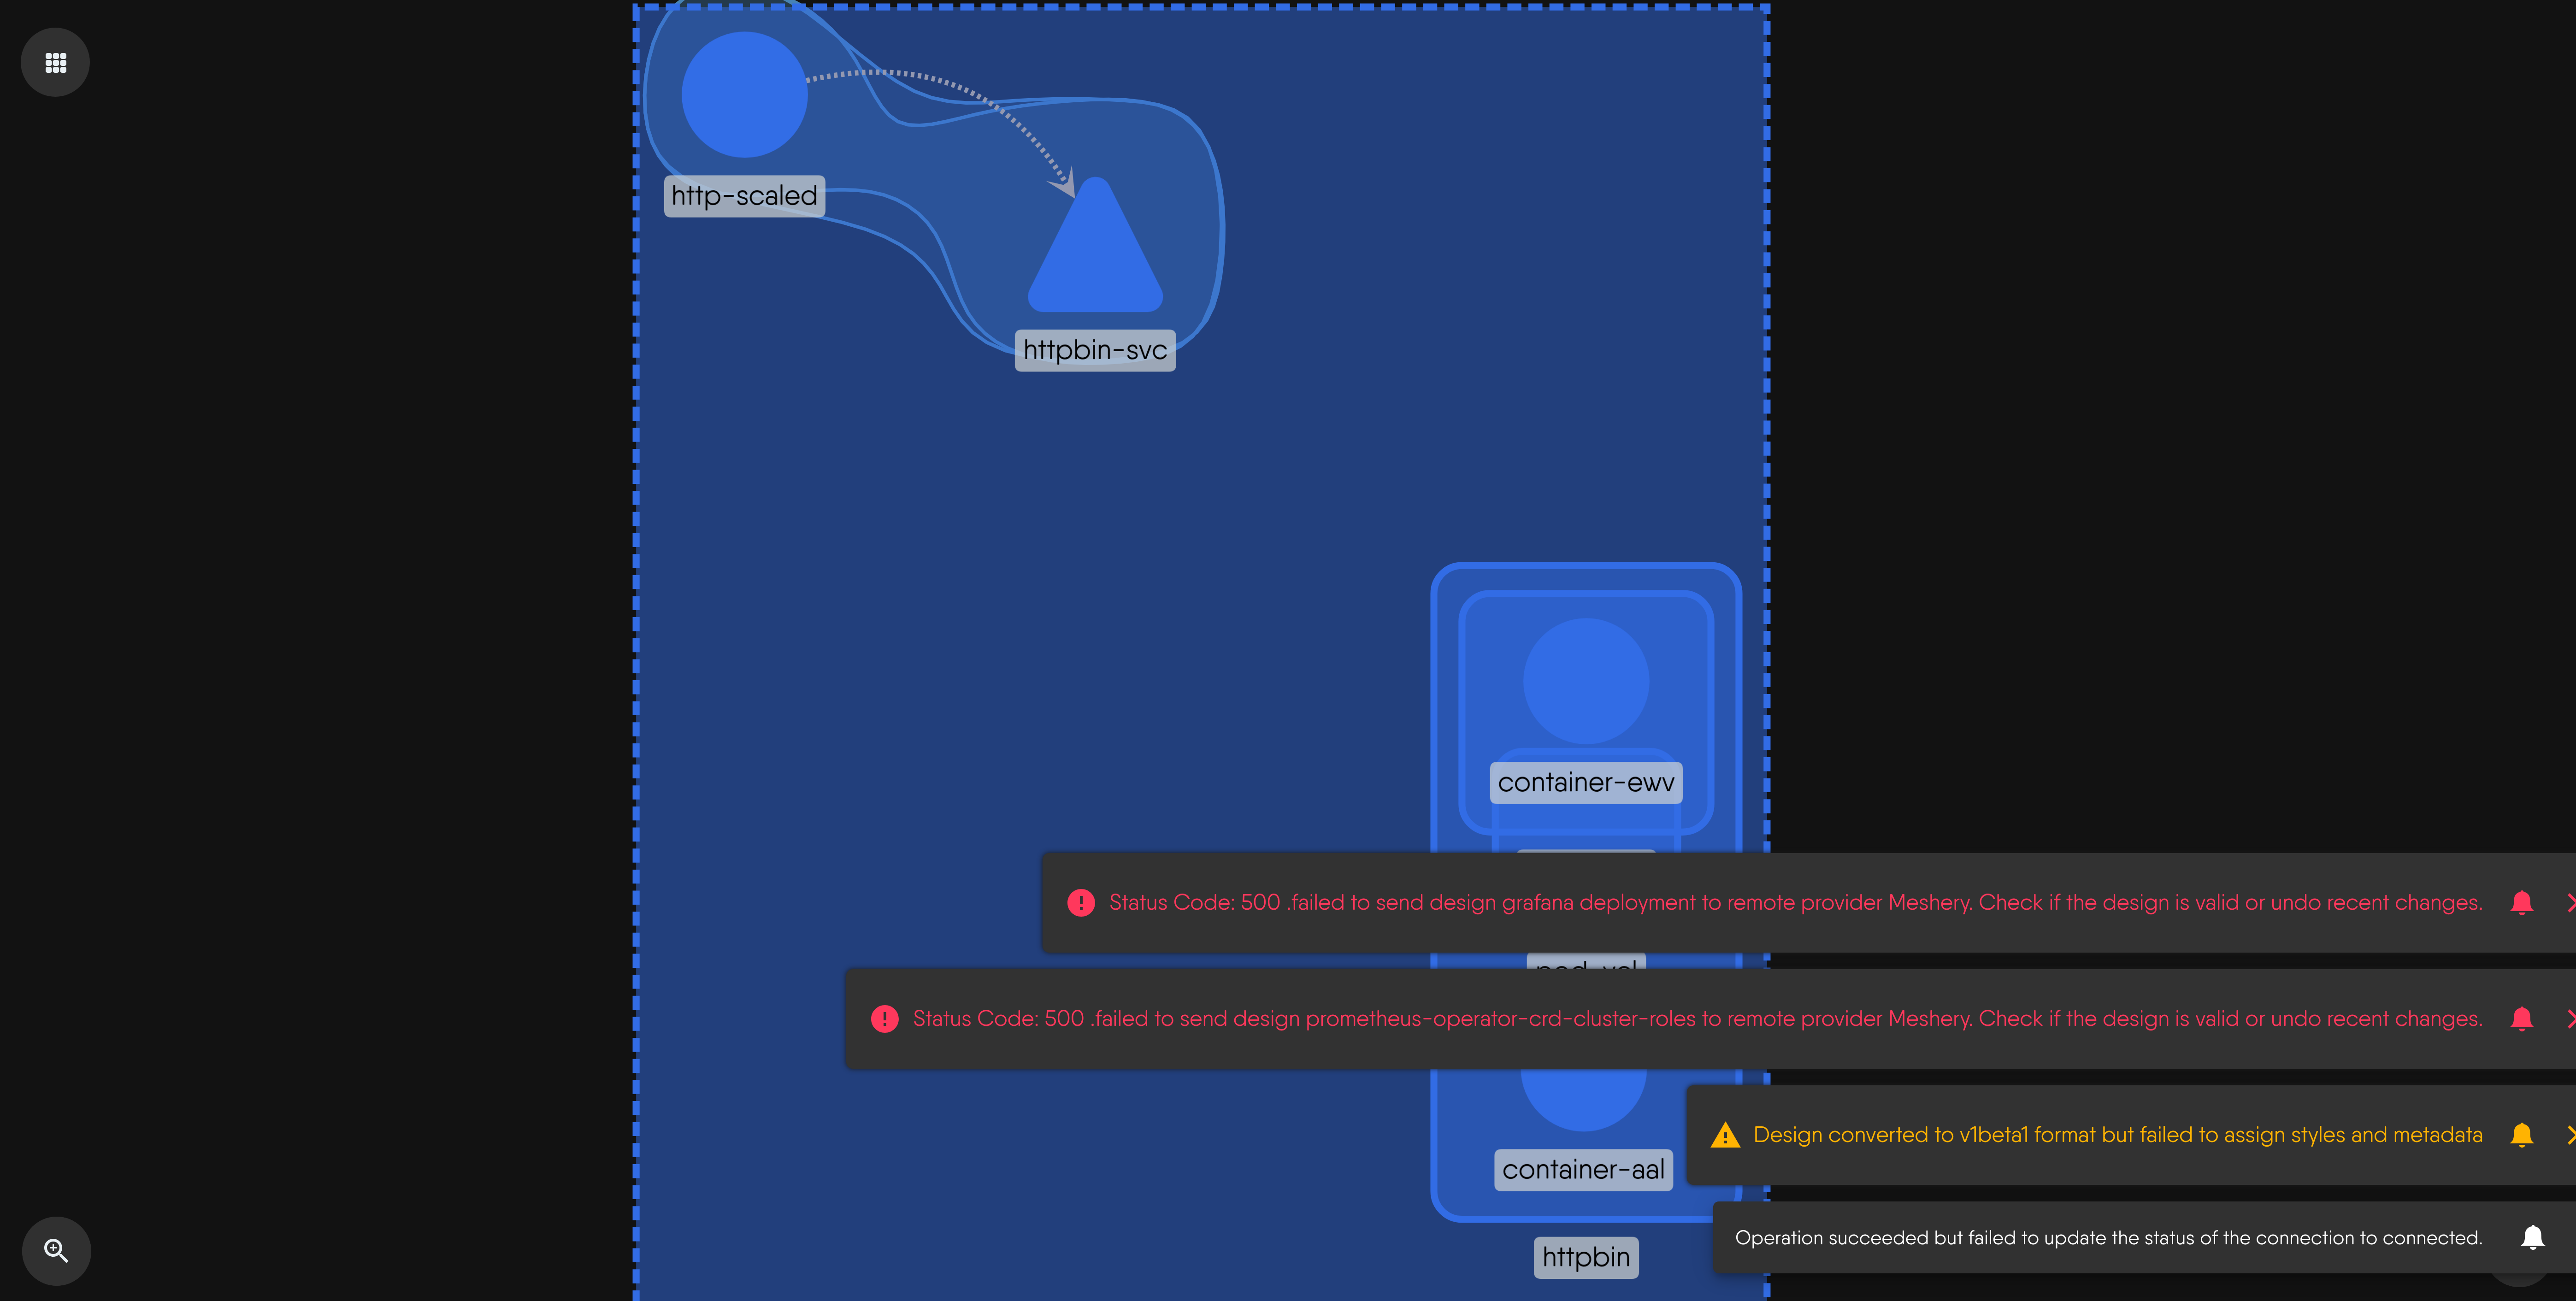 http-scaled
httpbin-svc
container-ewv
Status Code: 500 .failed to send design grafana deployment to remote provider Meshery. Check if the design is valid or undo recent changes.
Status Code: 500 .failed to send design prometheus-operator-crd-cluster-roles to remote provider Meshery. Check if the design is valid or undo recent changes.
Design converted to v1beta1 format but failed to assign styles and metadata
container-aal
Operation succeeded but failed to update the status of the connection to connected.
httpbin